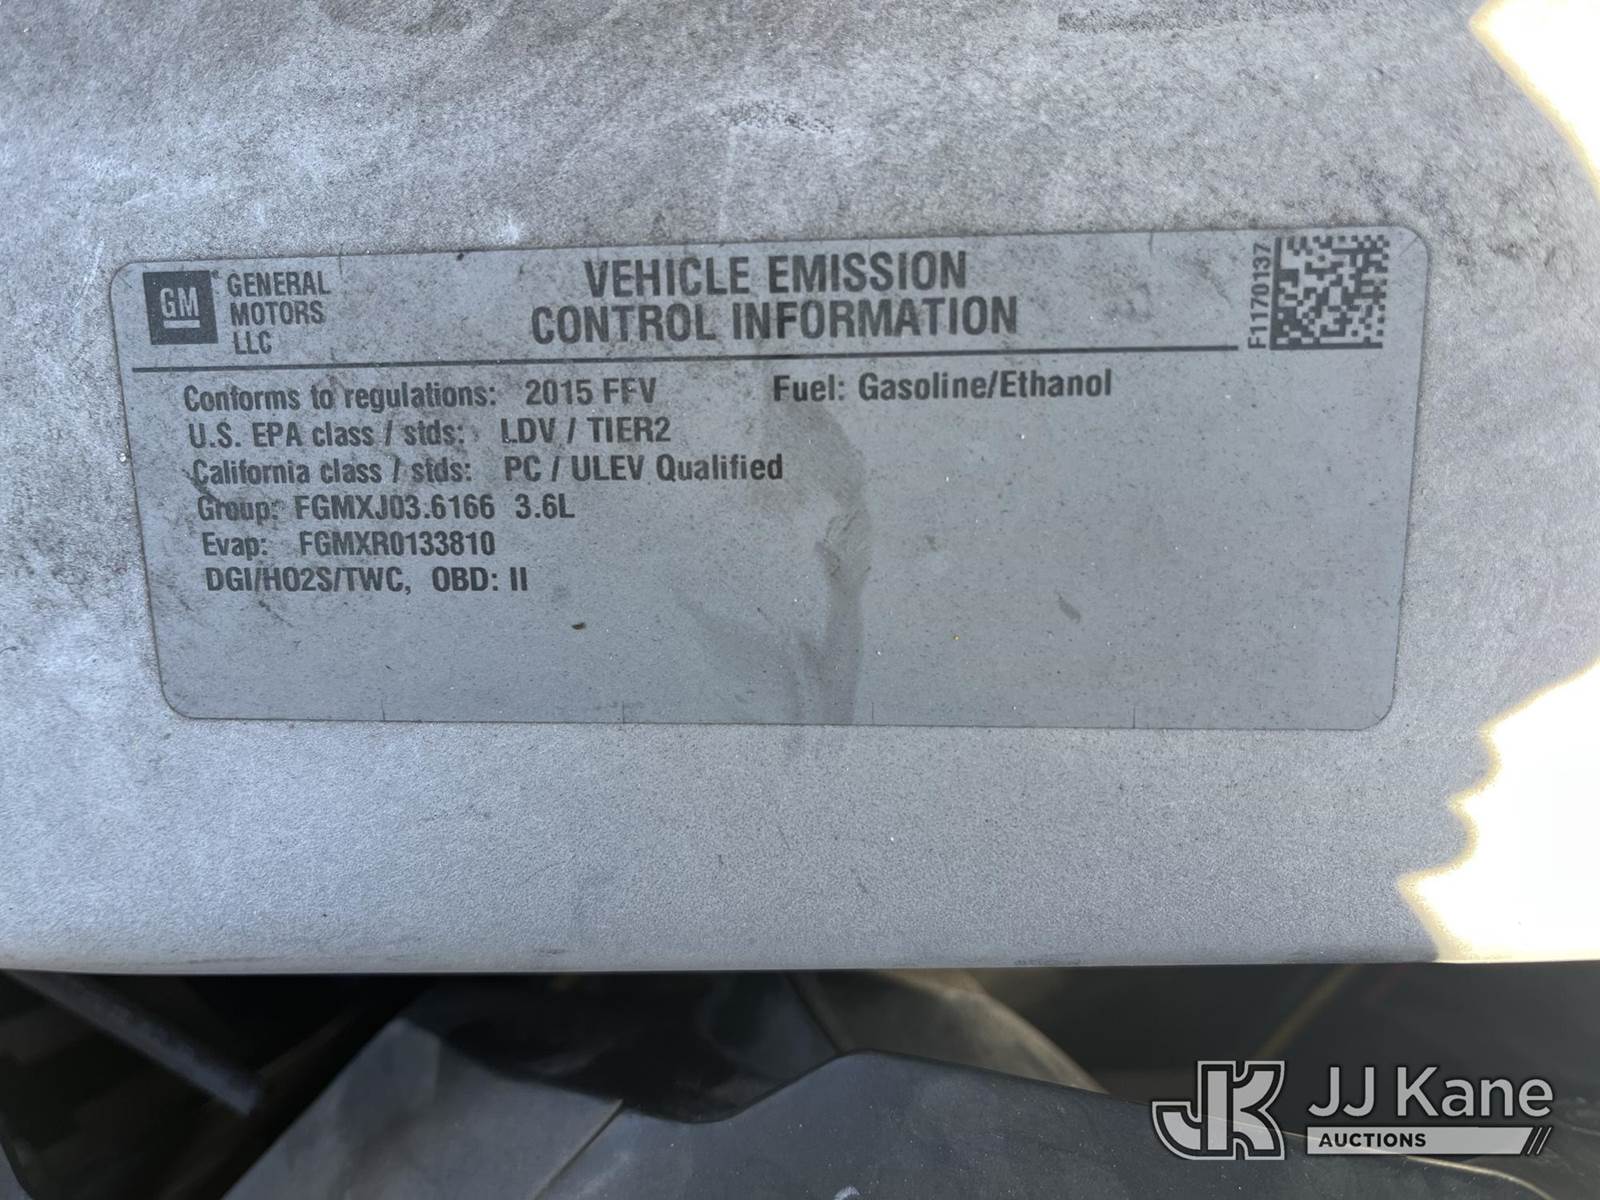 GM GENERAL
MOTORS
LLC
VEHICLE EMISSION
CONTROL INFORMATION
F1170137
Conforms to regulations: 2015 FFV Fuel: Gasoline/Ethanol
U.S. EPA class / stds: LDV / TIER2
California class / stds: PC / ULEV Qualified
Group: FGMXJ03.6166 3.6L
Evap: FGMXR0133810
DGI/HO2S/TWC, OBD: II
JK JJ Kane
AUCTIONS